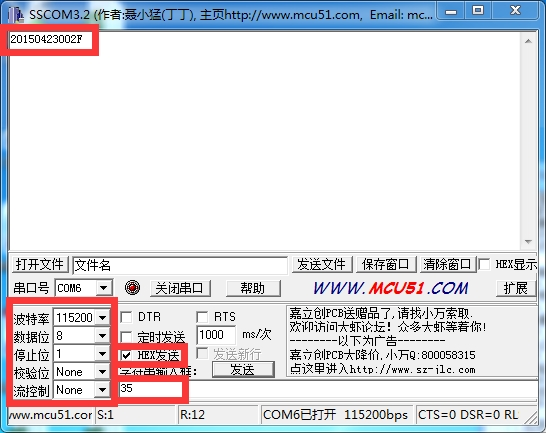 SSCOM3.2 (作者:聂小猛(丁丁), 主页http://www.mcu51.com, Email: mc...
20150423002F
打开文件 文件名 发送文件 保存窗口 清除窗口 HEX显示
串口号 COM6 关闭串口 帮助 WWW.MCU51.COM 扩展
波特率 115200 DTR RTS
数据位 8 定时发送 1000 ms/次
停止位 1 HEX发送 发送新行
校验位 None 字符串输入框: 发送
流控制 None 35
嘉立创PCB送赠品了,请找小万索取.
欢迎访问大虾论坛! 众多大虾等着你!
--------以下为广告--------
嘉立创PCB大降价,小万Q:800058315
点这里进入http://www.sz-jlc.com
www.mcu51.cor S:1 R:12 COM6已打开 115200bps CTS=0 DSR=0 RL